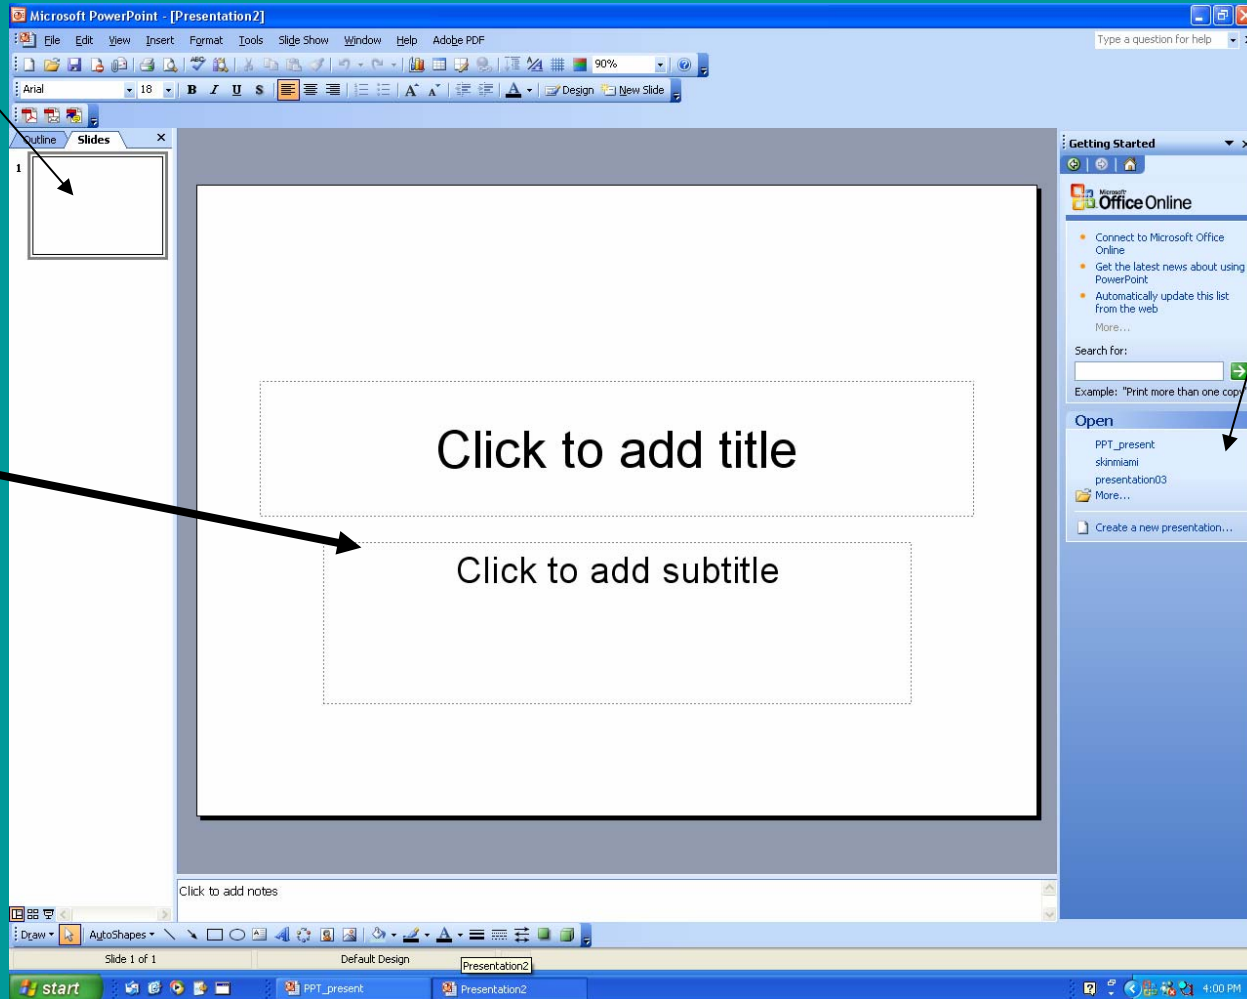 Microsoft PowerPoint - [Presentation2]
File Edit View Insert Format Tools Slide Show Window Help Adobe PDF
Type a question for help
90%
Arial 18 B I U S A A A Design New Slide
Outline Slides
Getting Started
1
Microsoft
Office Online
Connect to Microsoft Office
Online
Get the latest news about using
PowerPoint
Automatically update this list
from the web
More...
Search for:
Example: "Print more than one copy"
Open
PPT_present
skinmiami
presentation03
More...
Create a new presentation...
Click to add title
Click to add subtitle
Click to add notes
Draw AutoShapes A
Slide 1 of 1 Default Design
Presentation2
start PPT_present Presentation2 4:00 PM